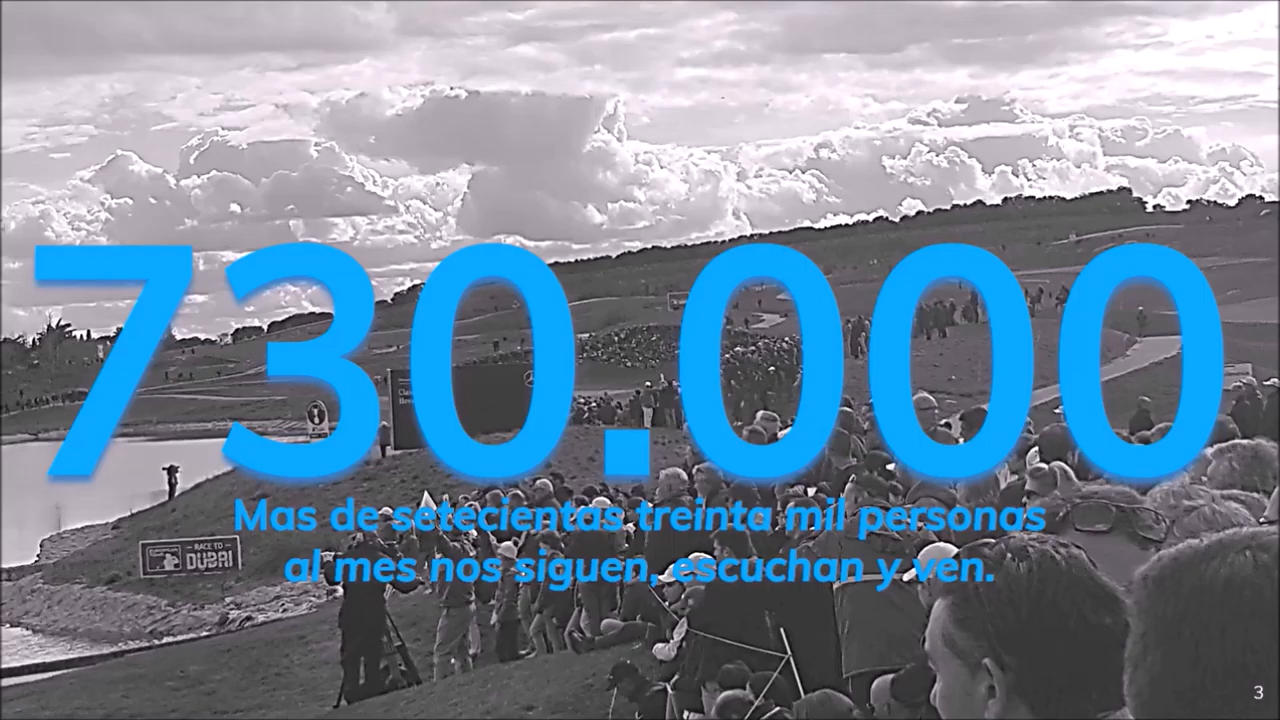 730.000
Mas de setecientas treinta mil personas
al mes nos siguen, escuchan y ven.
RACE TO
DUBAI
3